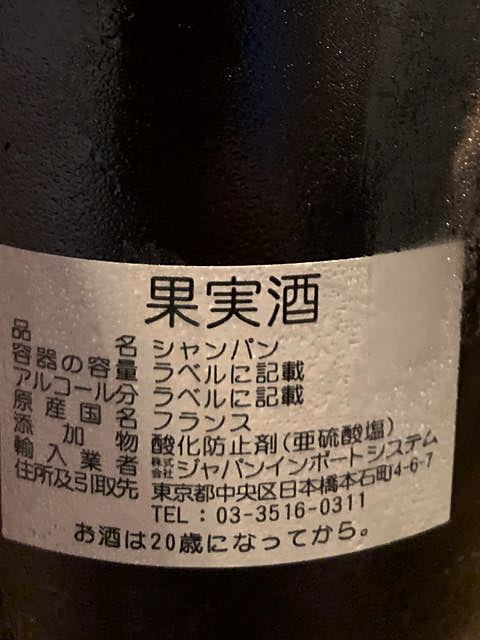 果実酒
品名 シャンパン
容器の容量 ラベルに記載
アルコール分 ラベルに記載
原産国名 フランス
添加物 酸化防止剤(亜硫酸塩)
輸入業者 株式会社ジャパンインポートシステム
住所及引取先 東京都中央区日本橋本石町4-6-7
TEL：03-3516-0311
お酒は20歳になってから。